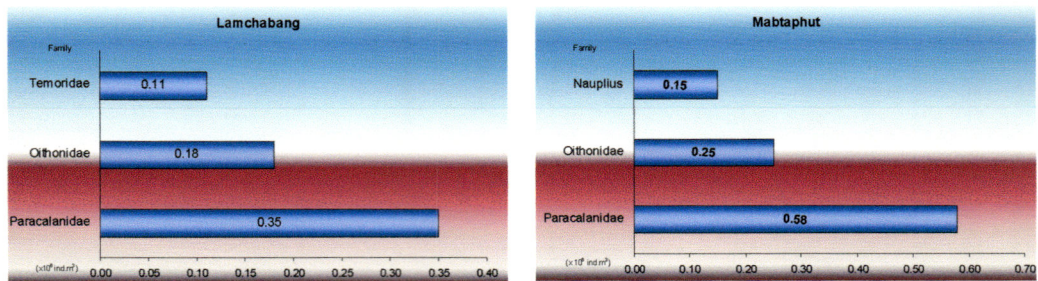 Lamchabang
Family
Temoridae
0.11
Oithonidae
0.18
Paracalanidae
0.35
0.00 0.05 0.10 0.15 0.20 0.25 0.30 0.35 0.40
Mabtaphut
Family
Nauplius
0.15
Oithonidae
0.25
Paracalanidae
0.58
0.00 0.10 0.20 0.30 0.40 0.50 0.60 0.70